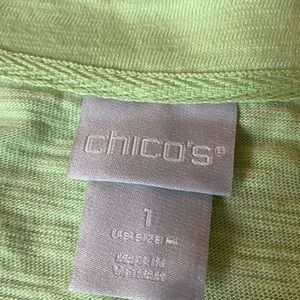 chico's®
1
US SIZE M
MADE IN
VIETNAM